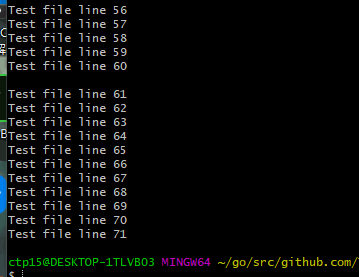 Test file line 56
Test file line 57
Test file line 58
Test file line 59
Test file line 60

Test file line 61
Test file line 62
Test file line 63
Test file line 64
Test file line 65
Test file line 66
Test file line 67
Test file line 68
Test file line 69
Test file line 70
Test file line 71

ctp15@DESKTOP-1TLVBO3 MINGW64 ~/go/src/github.com/
$